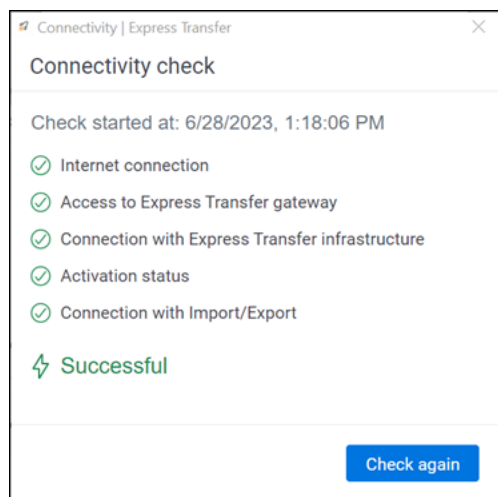 Connectivity | Express Transfer
Connectivity check
Check started at: 6/28/2023, 1:18:06 PM
Internet connection
Access to Express Transfer gateway
Connection with Express Transfer infrastructure
Activation status
Connection with Import/Export
Successful
Check again